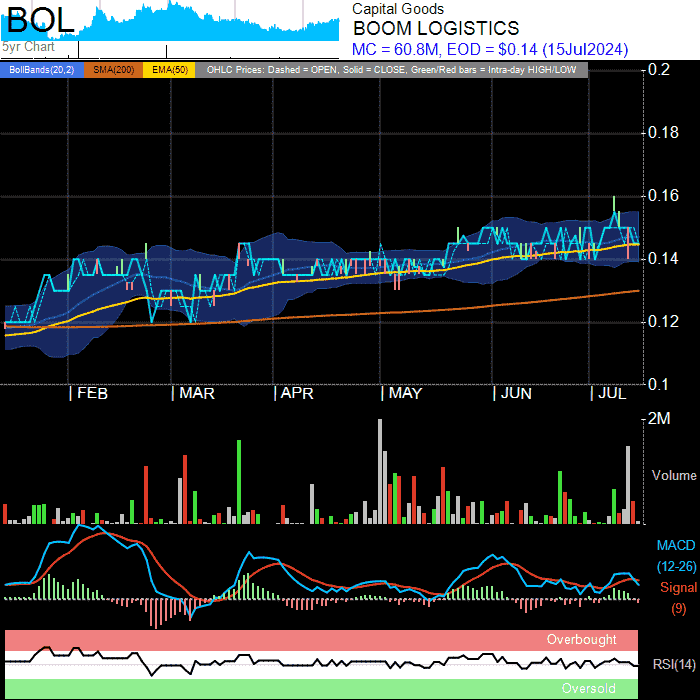 BOL
5yr Chart
Capital Goods
BOOM LOGISTICS
MC = 60.8M, EOD = $0.14 (15Jul2024)
BollBands(20,2) SMA(200) EMA(50) OHLC Prices: Dashed = OPEN, Solid = CLOSE, Green/Red bars = Intra-day HIGH/LOW
0.2
0.18
0.16
0.14
0.12
0.1
FEB MAR APR MAY JUN JUL
2M
Volume
MACD
(12-26)
Signal
(9)
Overbought
RSI(14)
Oversold